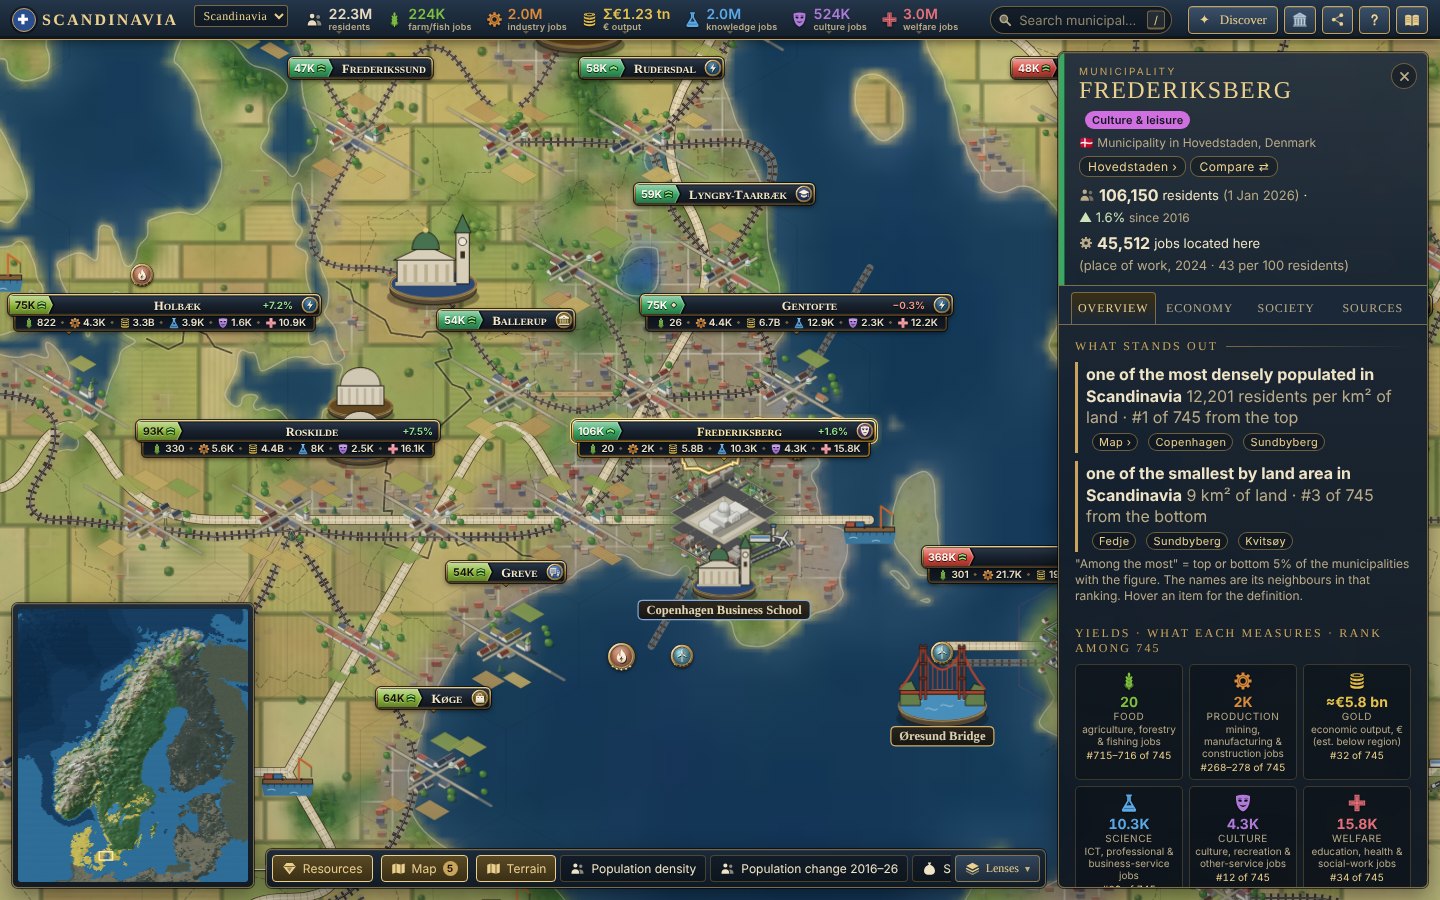 SCANDINAVIA
Scandinavia
22.3M residents
224K farm/fish jobs
2.0M industry jobs
Σ€1.23 tn € output
2.0M knowledge jobs
524K culture jobs
3.0M welfare jobs
Search municipal... /
Discover
?
47K Frederikssund
58K Rudersdal
48K
59K Lyngby-Taarbæk
75K Holbæk +7.2%
822 • 4.3K • 3.3B • 3.9K • 1.6K • 10.9K
54K Ballerup
75K Gentofte −0.3%
26 • 4.4K • 6.7B • 12.9K • 2.3K • 12.2K
93K Roskilde +7.5%
330 • 5.6K • 4.4B • 8K • 2.5K • 16.1K
106K Frederiksberg +1.6%
20 • 2K • 5.8B • 10.3K • 4.3K • 15.8K
54K Greve
368K
301 • 21.7K • 19
Copenhagen Business School
64K Køge
Øresund Bridge
Resources
Map 5
Terrain
Population density
Population change 2016–26
S
Lenses ▾
MUNICIPALITY
FREDERIKSBERG
Culture & leisure
Municipality in Hovedstaden, Denmark
Hovedstaden ›
Compare ⇄
106,150 residents (1 Jan 2026) ·
▲ 1.6% since 2016
45,512 jobs located here
(place of work, 2024 · 43 per 100 residents)
OVERVIEW ECONOMY SOCIETY SOURCES
WHAT STANDS OUT
one of the most densely populated in
Scandinavia 12,201 residents per km² of
land · #1 of 745 from the top
Map › Copenhagen Sundbyberg
one of the smallest by land area in
Scandinavia 9 km² of land · #3 of 745
from the bottom
Fedje Sundbyberg Kvitsøy
"Among the most" = top or bottom 5% of the municipalities
with the figure. The names are its neighbours in that
ranking. Hover an item for the definition.
YIELDS · WHAT EACH MEASURES · RANK
AMONG 745
20
FOOD
agriculture, forestry
& fishing jobs
#715–716 of 745
2K
PRODUCTION
mining,
manufacturing &
construction jobs
#268–278 of 745
≈€5.8 bn
GOLD
economic output, €
(est. below region)
#32 of 745
10.3K
SCIENCE
ICT, professional &
business-service
jobs
4.3K
CULTURE
culture, recreation &
other-service jobs
#12 of 745
15.8K
WELFARE
education, health &
social-work jobs
#34 of 745